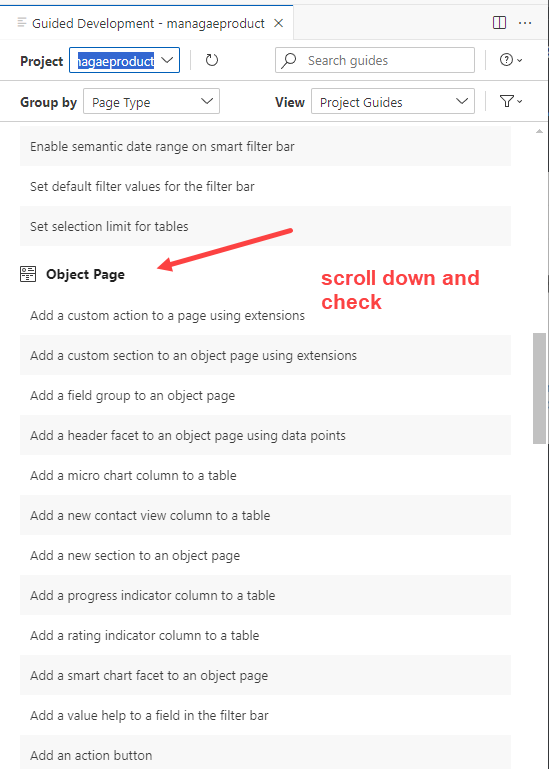 Guided Development - managaeproduct
Project
nagaeproduct
Search guides
Group by
Page Type
View
Project Guides
Enable semantic date range on smart filter bar
Set default filter values for the filter bar
Set selection limit for tables
Object Page
scroll down and
check
Add a custom action to a page using extensions
Add a custom section to an object page using extensions
Add a field group to an object page
Add a header facet to an object page using data points
Add a micro chart column to a table
Add a new contact view column to a table
Add a new section to an object page
Add a progress indicator column to a table
Add a rating indicator column to a table
Add a smart chart facet to an object page
Add a value help to a field in the filter bar
Add an action button